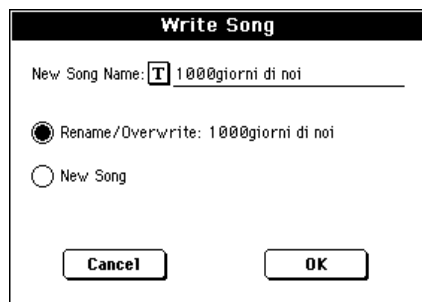 Write Song
New Song Name: T 1000giorni di noi
Rename/Overwrite: 1000giorni di noi
New Song
Cancel OK